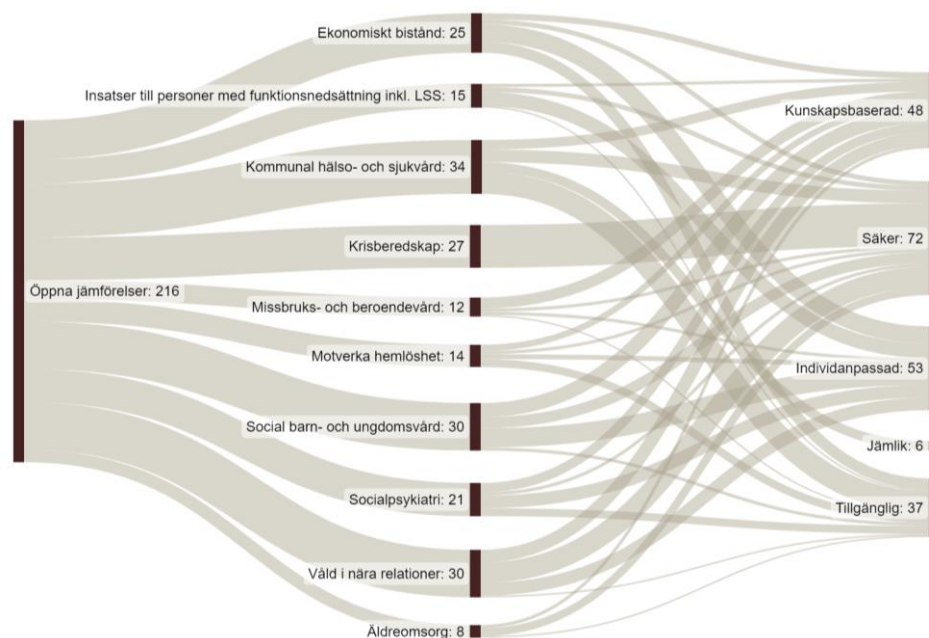 Öppna jämförelser: 216
Ekonomiskt bistånd: 25
Insatser till personer med funktionsnedsättning inkl. LSS: 15
Kommunal hälso- och sjukvård: 34
Krisberedskap: 27
Missbruks- och beroendevård: 12
Motverka hemlöshet: 14
Social barn- och ungdomsvård: 30
Socialpsykiatri: 21
Våld i nära relationer: 30
Äldreomsorg: 8
Kunskapsbaserad: 48
Säker: 72
Individanpassad: 53
Jämlik: 6
Tillgänglig: 37